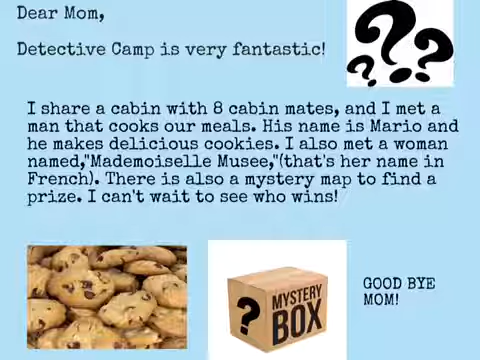 Dear Mom,
Detective Camp is very fantastic!
I share a cabin with 8 cabin mates, and I met a
man that cooks our meals. His name is Mario and
he makes delicious cookies. I also met a woman
named,"Mademoiselle Musee,"(that's her name in
French). There is also a mystery map to find a
prize. I can't wait to see who wins!
?
MYSTERY
BOX
GOOD BYE
MOM!